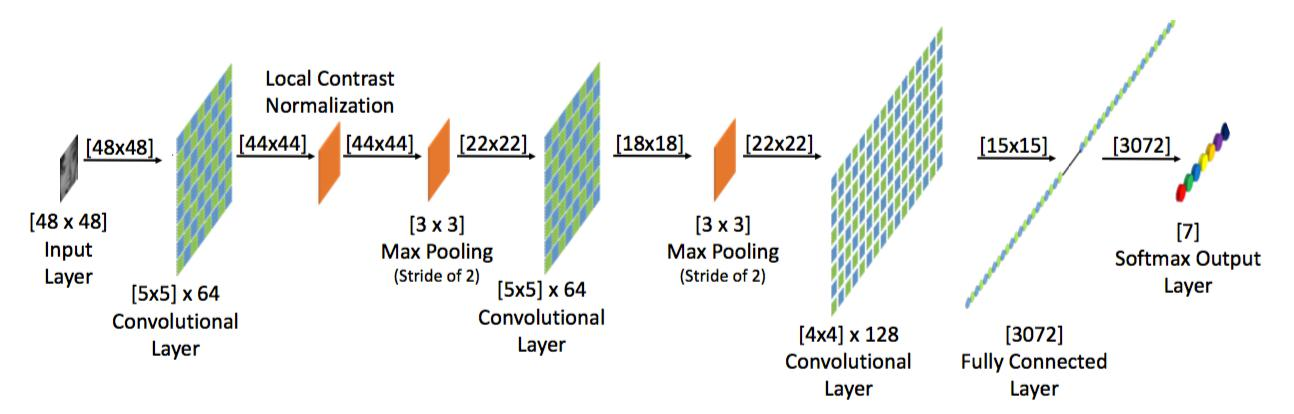 Local Contrast
Normalization
[48x48]
[44x44]
[44x44]
[22x22]
[18x18]
[22x22]
[15x15]
[3072]
[48 x 48]
Input
Layer
[5x5] x 64
Convolutional
Layer
[3 x 3]
Max Pooling
(Stride of 2)
[5x5] x 64
Convolutional
Layer
[3 x 3]
Max Pooling
(Stride of 2)
[4x4] x 128
Convolutional
Layer
[3072]
Fully Connected
Layer
[7]
Softmax Output
Layer